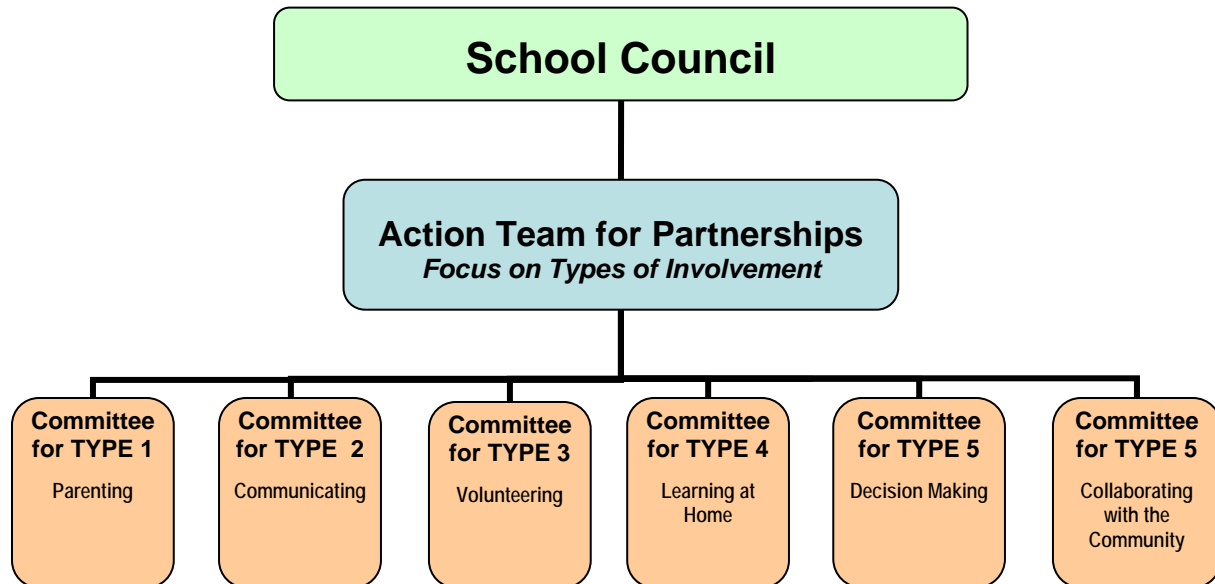 School Council
Action Team for Partnerships
Focus on Types of Involvement
Committee
for TYPE 1
Parenting
Committee
for TYPE 2
Communicating
Committee
for TYPE 3
Volunteering
Committee
for TYPE 4
Learning at
Home
Committee
for TYPE 5
Decision Making
Committee
for TYPE 5
Collaborating
with the
Community